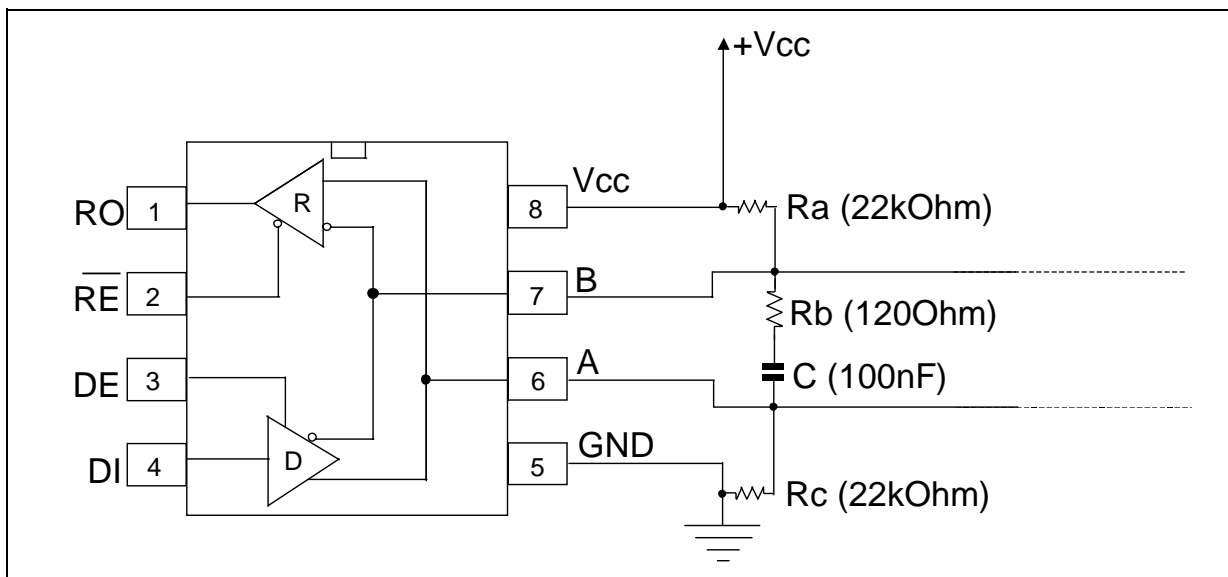 +Vcc
RO 1
R
8 Vcc
Ra (22kOhm)
RE 2
7 B
Rb (120Ohm)
DE 3
6 A
C (100nF)
DI 4
D
5 GND
Rc (22kOhm)